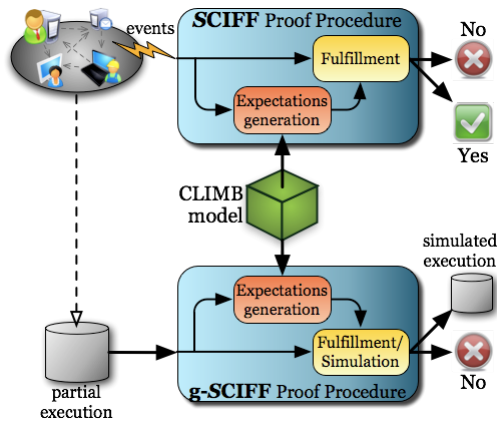 SCIFF Proof Procedure
No
events
Fulfillment
Expectations
generation
Yes
CLIMB
model
simulated
execution
Expectations
generation
Fulfillment/
Simulation
partial
execution
g-SCIFF Proof Procedure
No